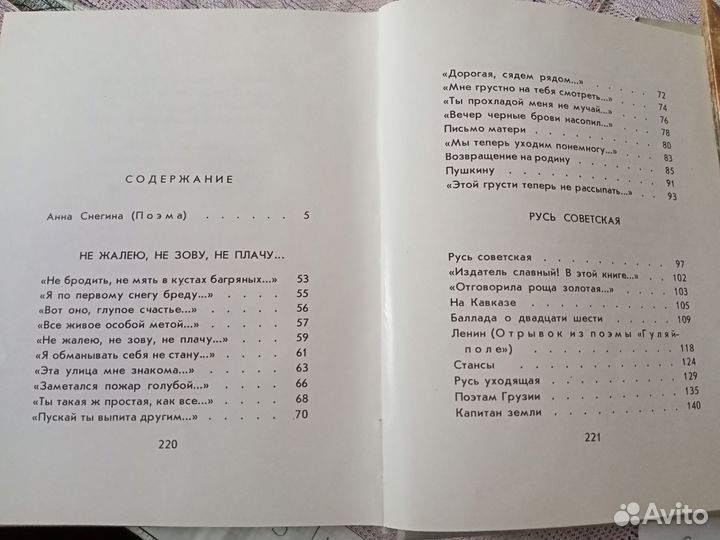 СОДЕРЖАНИЕ
Анна Снегина (Поэма) . . . . . . 5
НЕ ЖАЛЕЮ, НЕ ЗОВУ, НЕ ПЛАЧУ...
«Не бродить, не мять в кустах багряных...» 53
«Я по первому снегу бреду...» . . . . 55
«Вот оно, глупое счастье...» . . . . . 56
«Все живое особой метой...» . . . . . 57
«Не жалею, не зову, не плачу...» . . . 59
«Я обманывать себя не стану...» . . . . 61
«Эта улица мне знакома...» . . . . . 63
«Заметался пожар голубой...» . . . . . 66
«Ты такая ж простая, как все...» . . . . 68
«Пускай ты выпита другим...» . . . . . 70
220
«Дорогая, сядем рядом...» . . . . . 72
«Мне грустно на тебя смотреть...» . . . 74
«Ты прохладой меня не мучай...» . . . . 76
«Вечер черные брови насопил...» . . . . 78
Письмо матери . . . . . . . . 80
«Мы теперь уходим понемногу...» . . . . 83
Возвращение на родину . . . . . . 85
Пушкину . . . . . . . . . . 91
«Этой грусти теперь не рассыпать...» . . . 93
РУСЬ СОВЕТСКАЯ
Русь советская . . . . . . . . 97
«Издатель славный! В этой книге...» . . . 102
«Отговорила роща золотая...» . . . . . 103
На Кавказе . . . . . . . . . 105
Баллада о двадцати шести . . . . . 109
Ленин (Отрывок из поэмы «Гуляй-
поле») . . . . . . . . . . 118
Стансы . . . . . . . . . . 124
Русь уходящая . . . . . . . . 129
Поэтам Грузии . . . . . . . . 135
Капитан земли . . . . . . . . 140
221
Avito